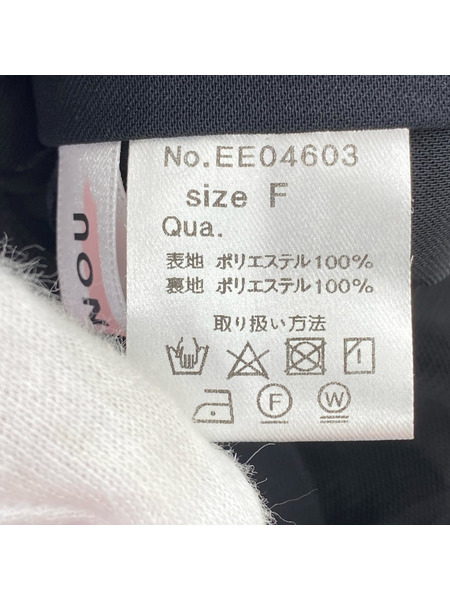 No.EE04603
size F
Qua.
表地 ポリエステル100%
裏地 ポリエステル100%
取り扱い方法
F
W